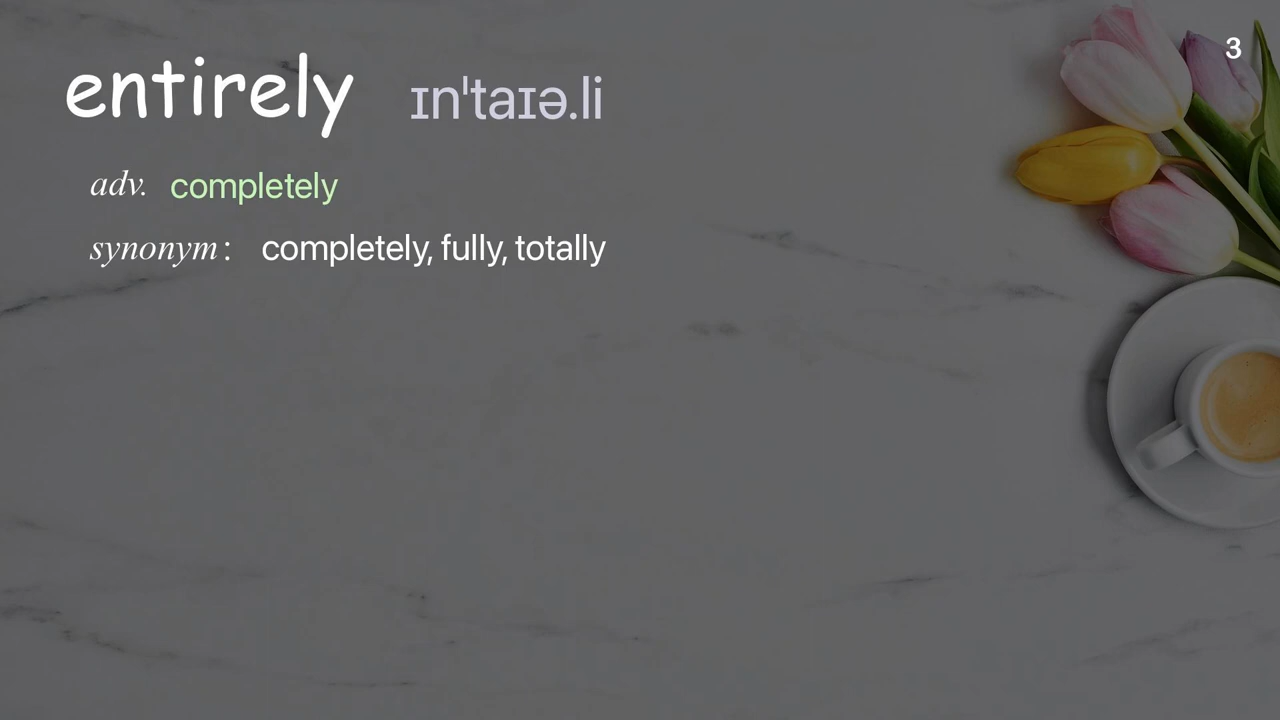 3
entirely ɪnˈtaɪə.li
adv. completely
synonym: completely, fully, totally